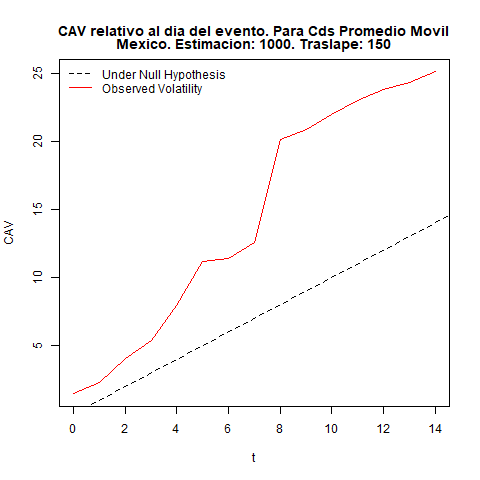 CAV relativo al dia del evento. Para Cds Promedio Movil
Mexico. Estimacion: 1000. Traslape: 150
Under Null Hypothesis
Observed Volatility
25
20
15
10
5
CAV
0 2 4 6 8 10 12 14
t